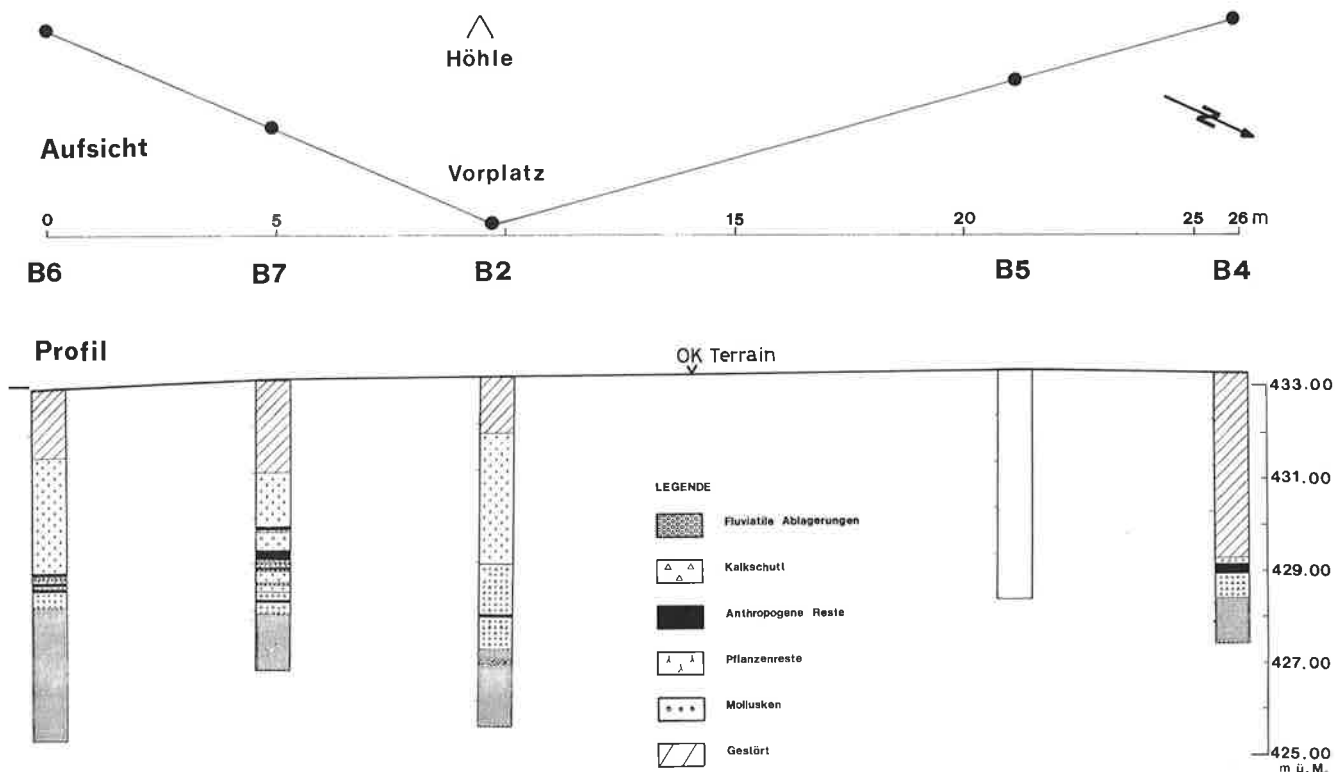 Höhle
Aufsicht
N
Vorplatz
0 5 15 20 25 26 m
B6 B7 B2 B5 B4
Profil
OK Terrain
433.00
431.00
LEGENDE
Fluviatile Ablagerungen
Kalkschutt
429.00
Anthropogene Reste
Pflanzenreste
427.00
Mollusken
Gestört
425.00
m ü. M.